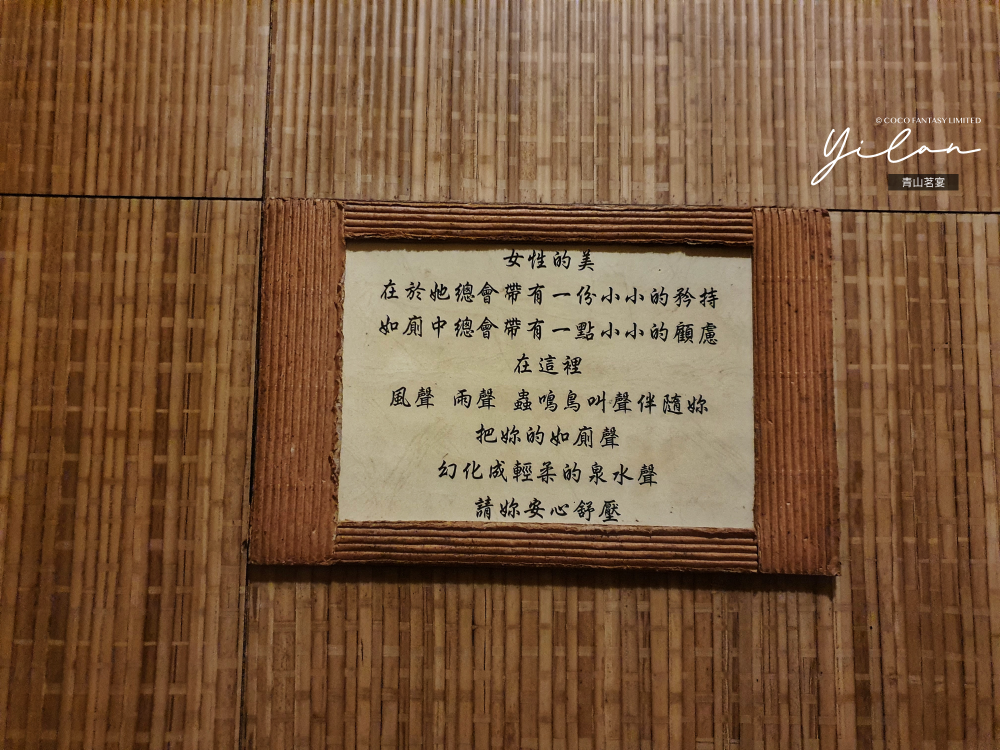 © COCO FANTASY LIMITED
Yilan
青山茗宴
女性的美
在於她總會帶有一份小小的矜持
如廁中總會帶有一點小小的顧慮
在這裡
風聲 雨聲 蟲鳴鳥叫聲伴隨妳
把妳的如廁聲
幻化成輕柔的泉水聲
請妳安心舒壓